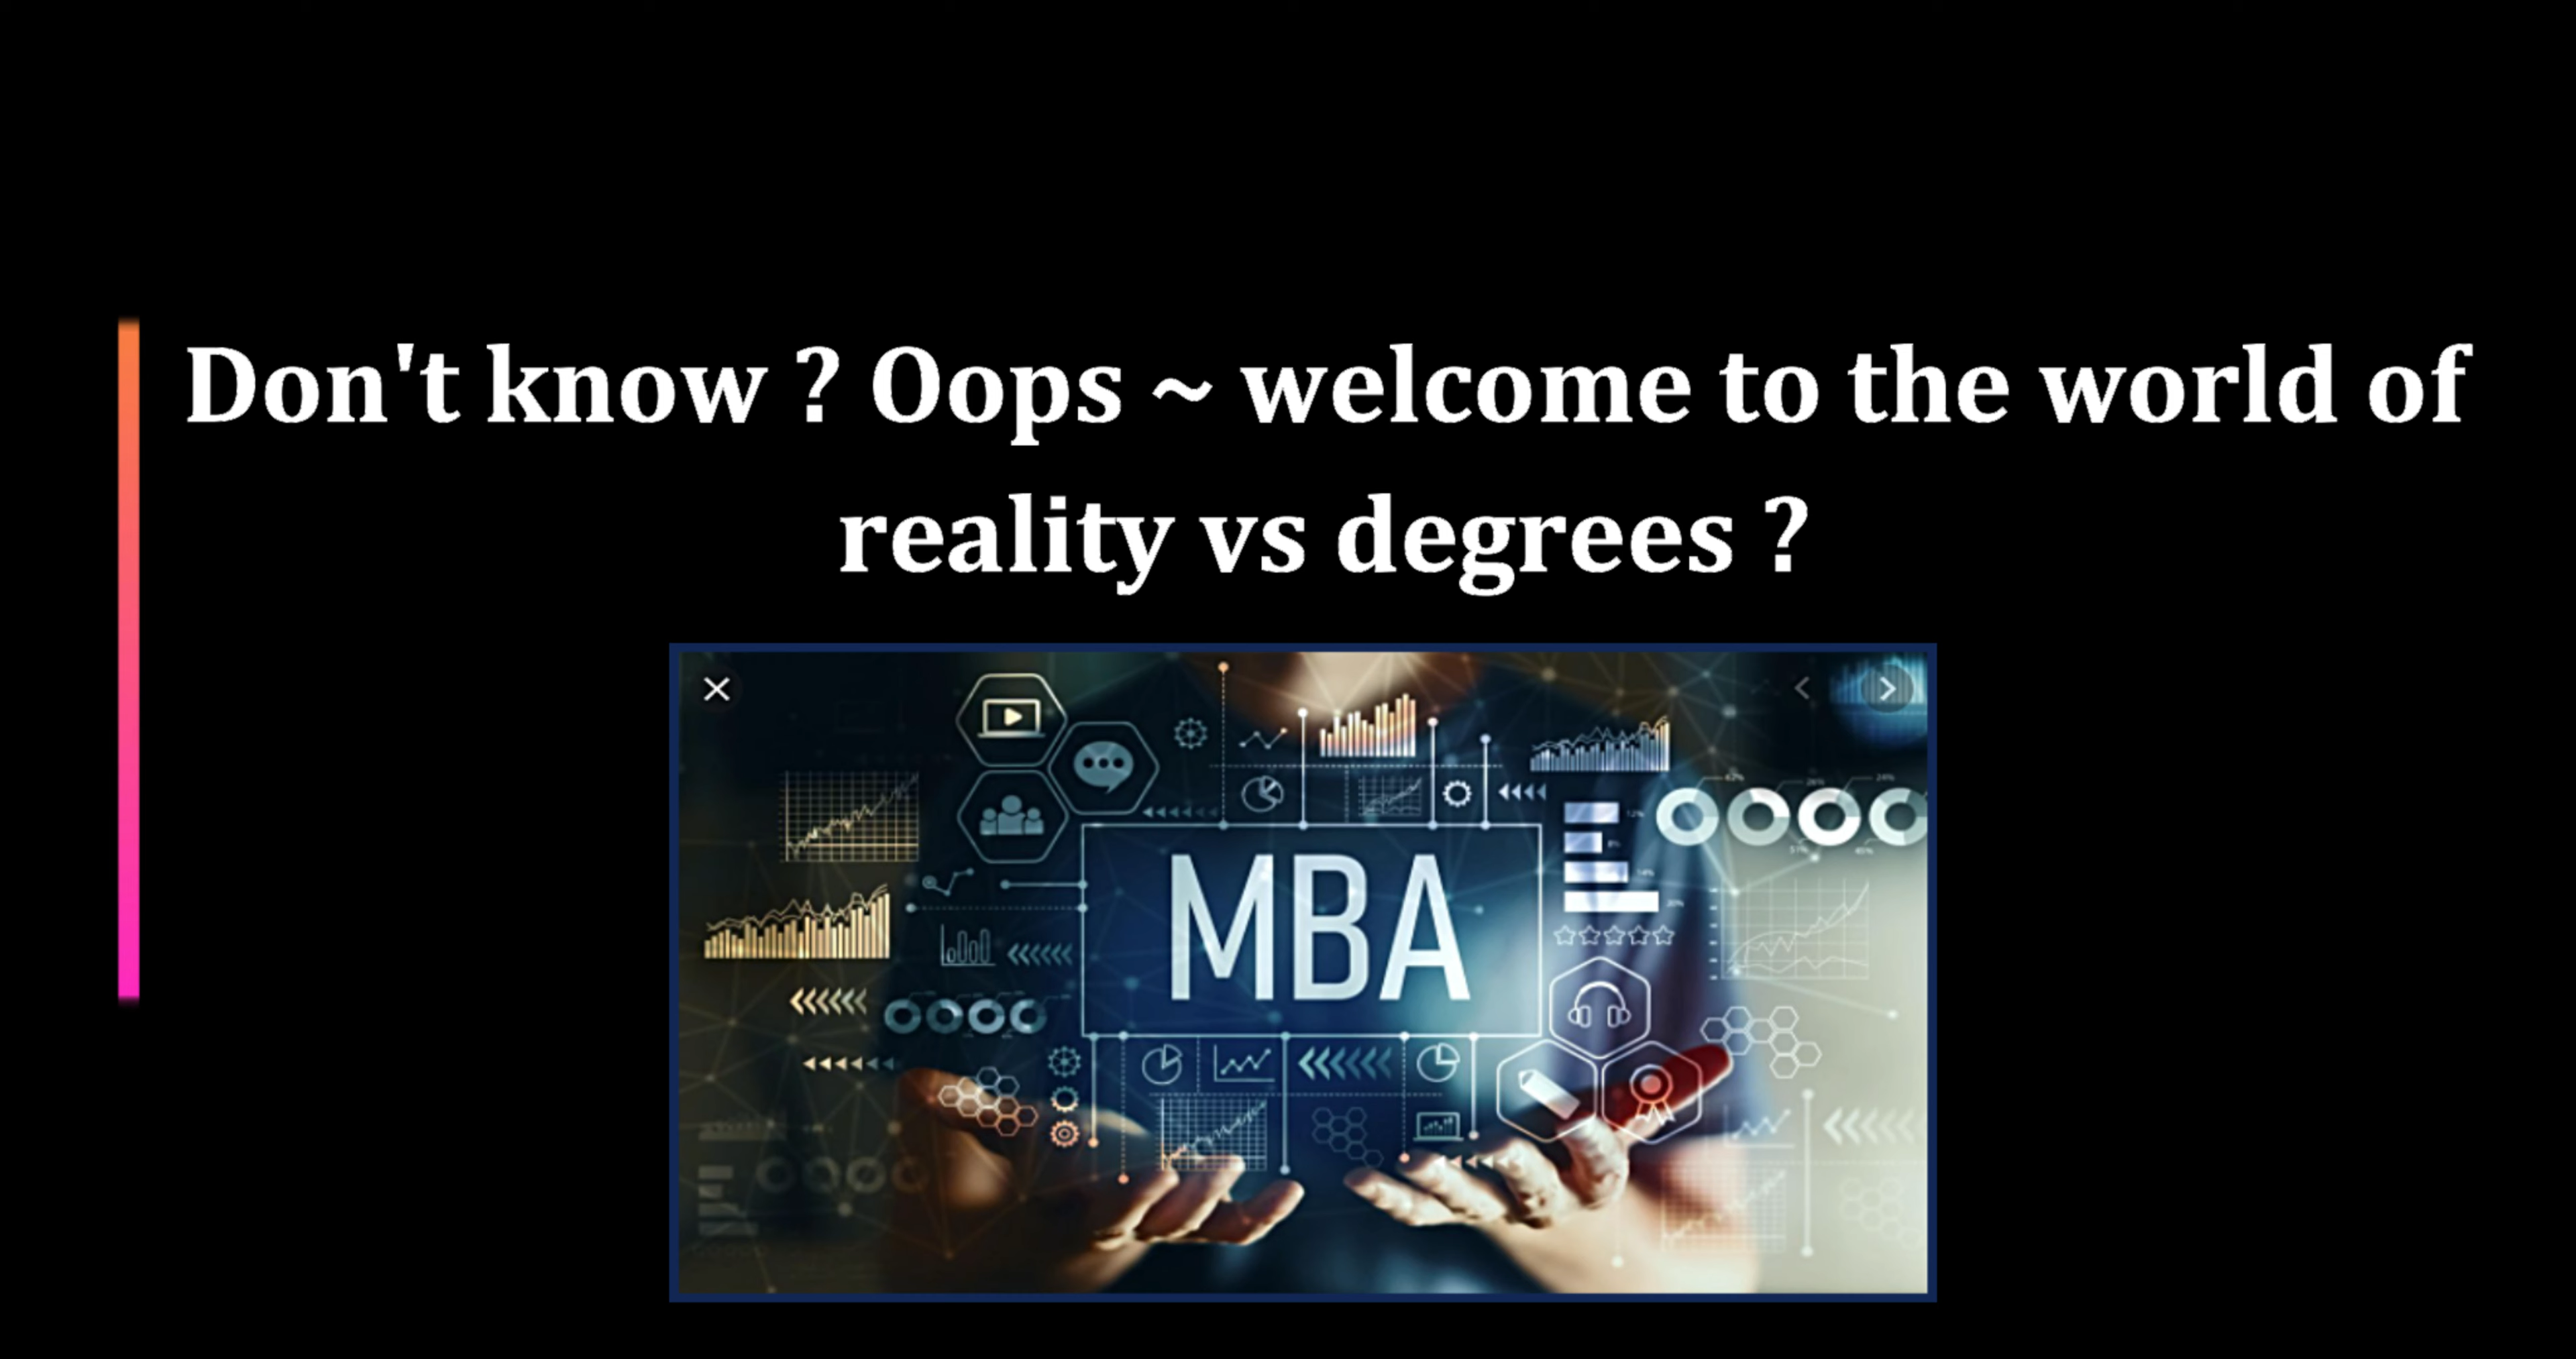 Don't know ? Oops ~ welcome to the world of
reality vs degrees ?
MBA